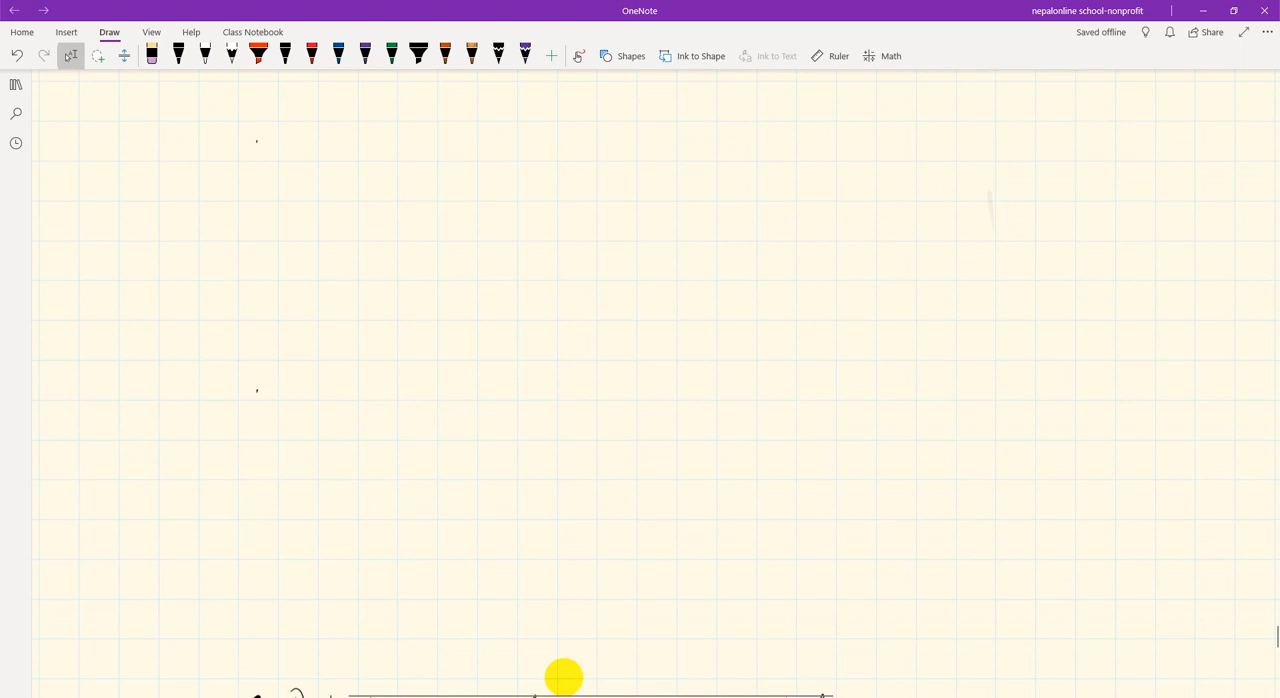 OneNote
nepalonline school-nonprofit
Home Insert Draw View Help Class Notebook
Saved offline Share
Shapes Ink to Shape Ink to Text Ruler Math